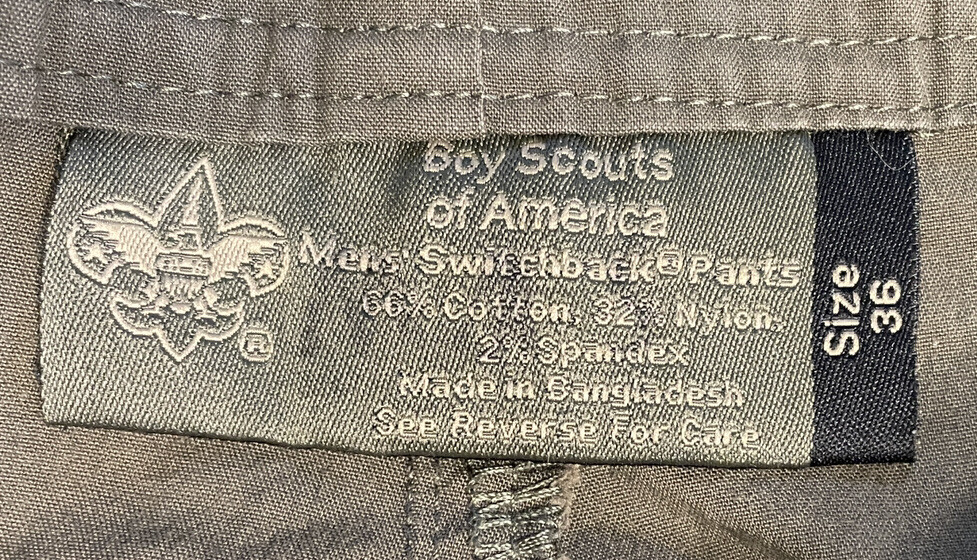 Boy Scouts
of America
Mens Switchback® Pants
66% Cotton, 32% Nylon,
2% Spandex
Made in Bangladesh
See Reverse For Care
®
Size
36